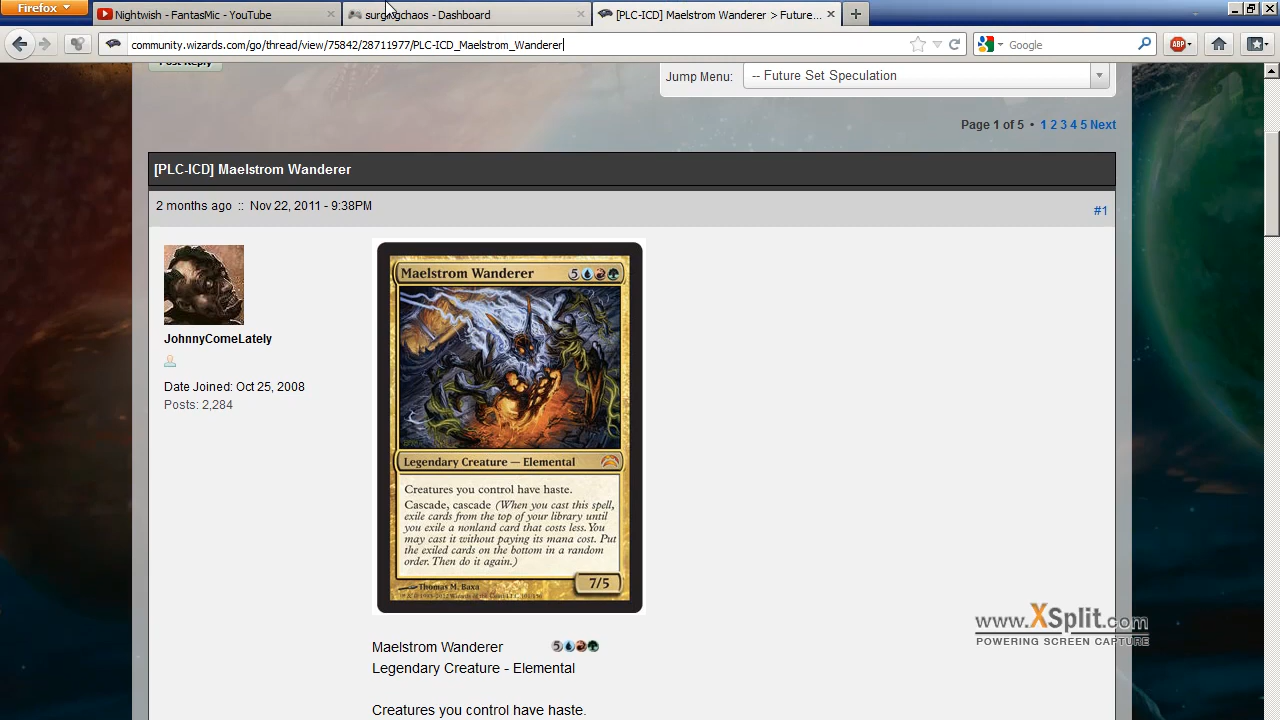 Firefox
Nightwish - FantasMic - YouTube
surgingchaos - Dashboard
[PLC-ICD] Maelstrom Wanderer > Future...
community.wizards.com/go/thread/view/75842/28711977/PLC-ICD_Maelstrom_Wanderer
Google
ABP
Post Reply
Jump Menu:
-- Future Set Speculation
Page 1 of 5 • 1 2 3 4 5 Next
[PLC-ICD] Maelstrom Wanderer
2 months ago :: Nov 22, 2011 - 9:38PM
#1
JohnnyComeLately
Date Joined: Oct 25, 2008
Posts: 2,284
Maelstrom Wanderer 5
Legendary Creature — Elemental
Creatures you control have haste.
Cascade, cascade (When you cast this spell,
exile cards from the top of your library until
you exile a nonland card that costs less. You
may cast it without paying its mana cost. Put
the exiled cards on the bottom in a random
order. Then do it again.)
7/5
Thomas M. Baxa
Maelstrom Wanderer 5
Legendary Creature - Elemental
Creatures you control have haste.
www.XSplit.com
POWERING SCREEN CAPTURE